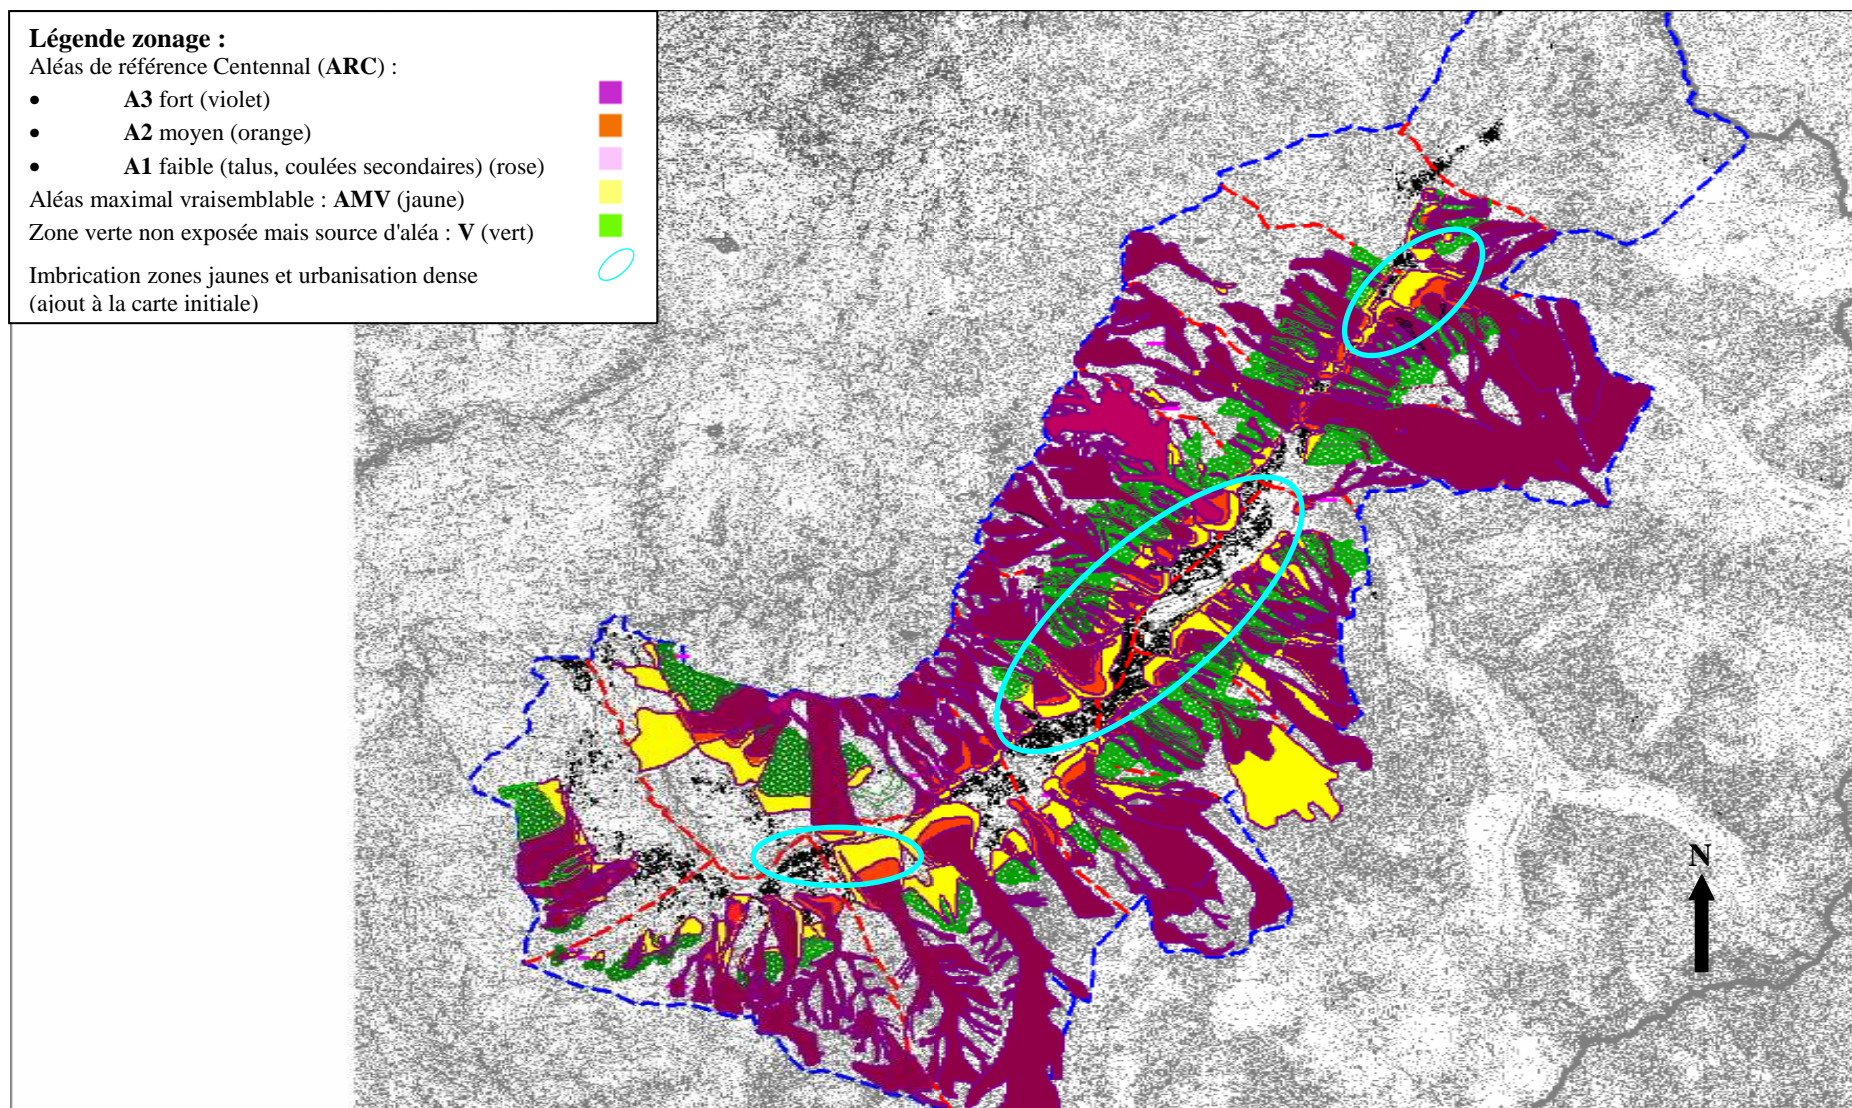 Légende zonage :
Aléas de référence Centennal (ARC) :
• A3 fort (violet)
• A2 moyen (orange)
• A1 faible (talus, coulées secondaires) (rose)
Aléas maximal vraisemblable : AMV (jaune)
Zone verte non exposée mais source d'aléa : V (vert)
Imbrication zones jaunes et urbanisation dense
(ajout à la carte initiale)
N